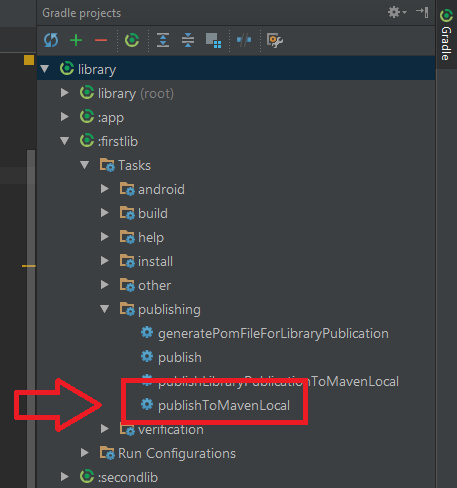 Gradle projects
Gradle
library
library (root)
:app
:firstlib
Tasks
android
build
help
install
other
publishing
generatePomFileForLibraryPublication
publish
publishLibraryPublicationToMavenLocal
publishToMavenLocal
verification
Run Configurations
:secondlib